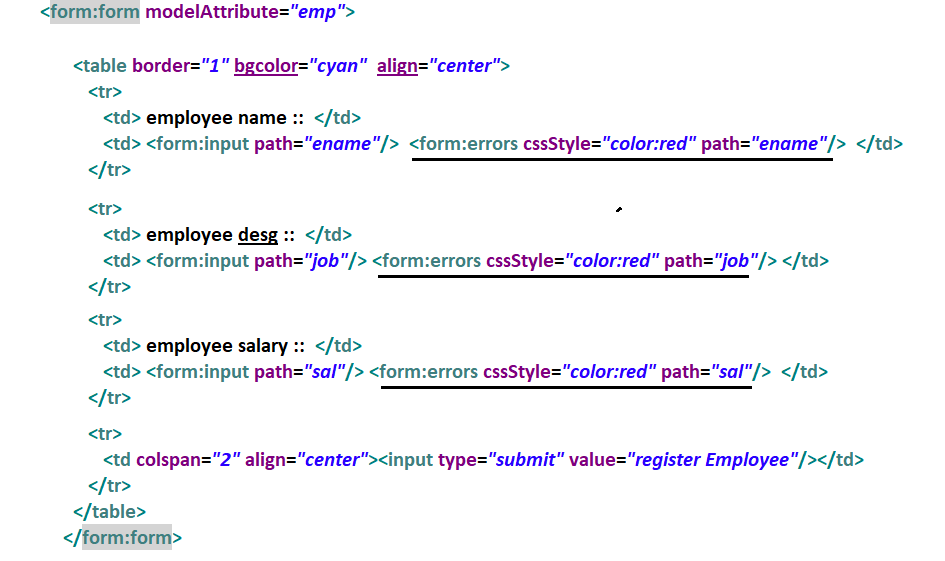 <form:form modelAttribute="emp">
<table border="1" bgcolor="cyan" align="center">
<tr>
<td> employee name :: </td>
<td> <form:input path="ename"/> <form:errors cssStyle="color:red" path="ename"/> </td>
</tr>
<tr>
<td> employee desg :: </td>
<td> <form:input path="job"/> <form:errors cssStyle="color:red" path="job"/> </td>
</tr>
<tr>
<td> employee salary :: </td>
<td> <form:input path="sal"/> <form:errors cssStyle="color:red" path="sal"/> </td>
</tr>
<tr>
<td colspan="2" align="center"><input type="submit" value="register Employee"/></td>
</tr>
</table>
</form:form>